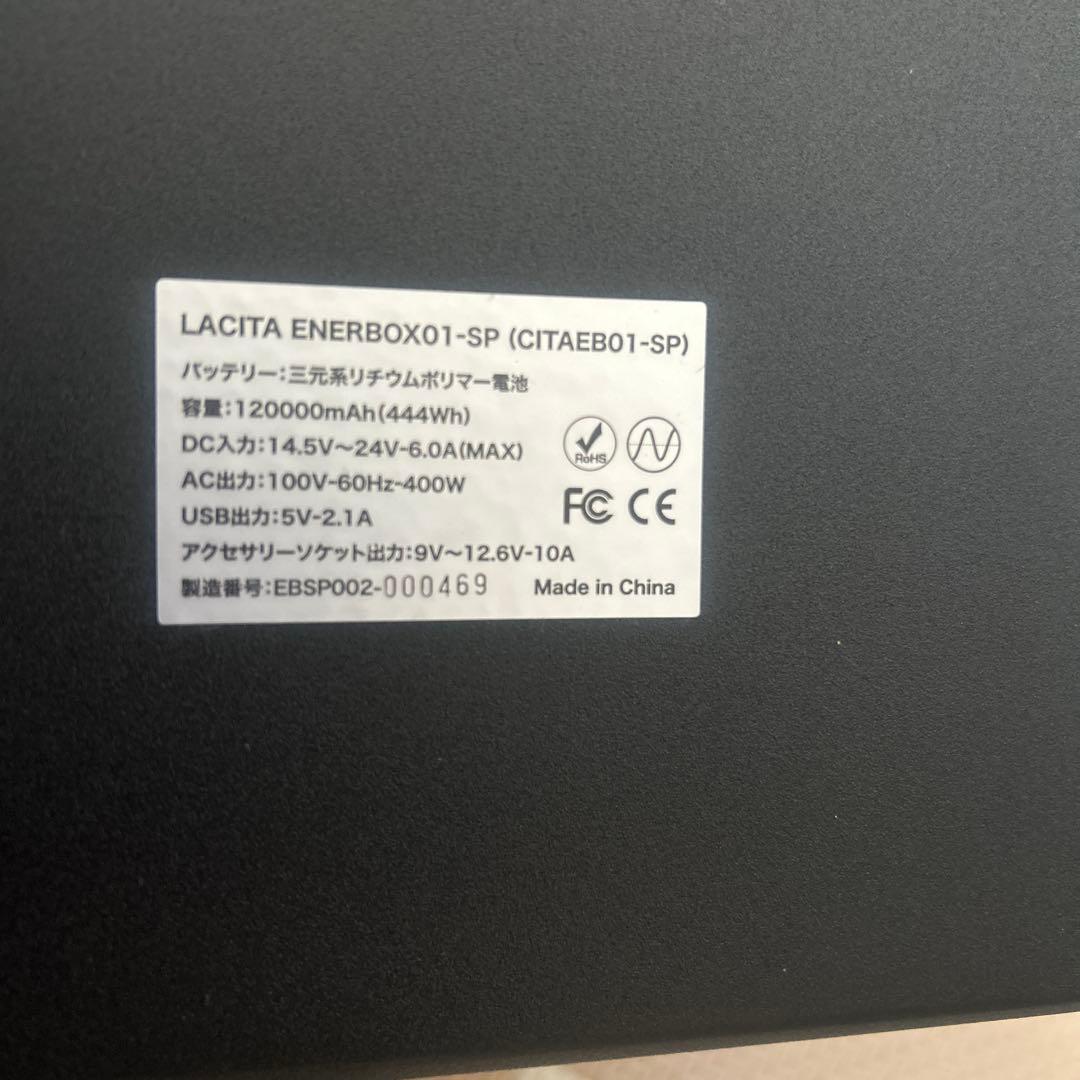 LACITA ENERBOX01-SP (CITAEB01-SP)
バッテリー:三元系リチウムポリマー電池
容量:120000mAh(444Wh)
DC入力:14.5V〜24V-6.0A(MAX)
RoHS
AC出力:100V-60Hz-400W
FC CE
USB出力:5V-2.1A
アクセサリーソケット出力:9V〜12.6V-10A
製造番号:EBSP002-000469 Made in China